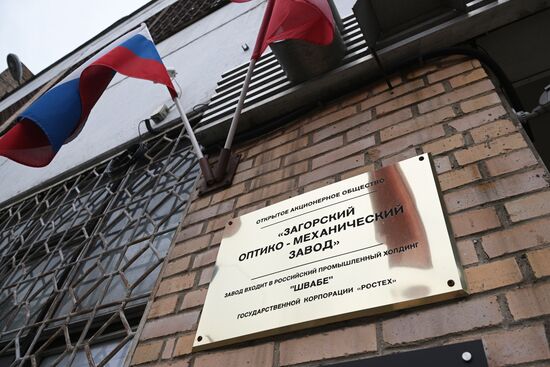 ОТКРЫТОЕ АКЦИОНЕРНОЕ ОБЩЕСТВО
«ЗАГОРСКИЙ
ОПТИКО - МЕХАНИЧЕСКИЙ
ЗАВОД»
ЗАВОД ВХОДИТ В РОССИЙСКИЙ ПРОМЫШЛЕННЫЙ ХОЛДИНГ
"ШВАБЕ"
ГОСУДАРСТВЕННОЙ КОРПОРАЦИИ «РОСТЕХ»